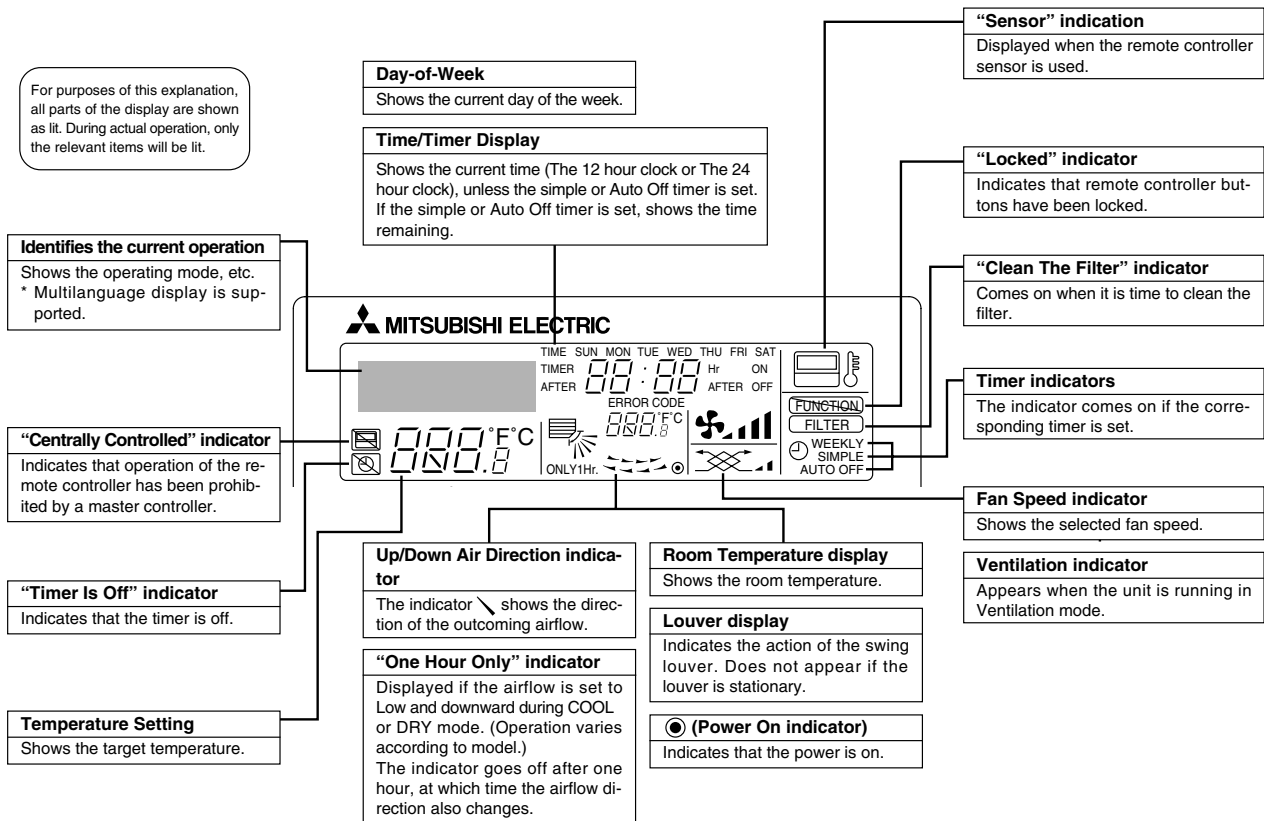 For purposes of this explanation,
all parts of the display are shown
as lit. During actual operation, only
the relevant items will be lit.
Day-of-Week
Shows the current day of the week.
Time/Timer Display
Shows the current time (The 12 hour clock or The 24
hour clock), unless the simple or Auto Off timer is set.
If the simple or Auto Off timer is set, shows the time
remaining.
“Sensor” indication
Displayed when the remote controller
sensor is used.
“Locked” indicator
Indicates that remote controller but-
tons have been locked.
“Clean The Filter” indicator
Comes on when it is time to clean the
filter.
Timer indicators
The indicator comes on if the corre-
sponding timer is set.
Fan Speed indicator
Shows the selected fan speed.
Ventilation indicator
Appears when the unit is running in
Ventilation mode.
Identifies the current operation
Shows the operating mode, etc.
* Multilanguage display is sup-
ported.
“Centrally Controlled” indicator
Indicates that operation of the re-
mote controller has been prohib-
ited by a master controller.
“Timer Is Off” indicator
Indicates that the timer is off.
Temperature Setting
Shows the target temperature.
MITSUBISHI ELECTRIC
TIME SUN MON TUE WED THU FRI SAT
TIMER 88:88 Hr ON
AFTER AFTER OFF
ERROR CODE
888.8 °F°C
888.8 °F°C
ONLY1Hr.
FUNCTION
FILTER
WEEKLY
SIMPLE
AUTO OFF
Up/Down Air Direction indica-
tor
The indicator shows the direc-
tion of the outcoming airflow.
“One Hour Only” indicator
Displayed if the airflow is set to
Low and downward during COOL
or DRY mode. (Operation varies
according to model.)
The indicator goes off after one
hour, at which time the airflow di-
rection also changes.
Room Temperature display
Shows the room temperature.
Louver display
Indicates the action of the swing
louver. Does not appear if the
louver is stationary.
(Power On indicator)
Indicates that the power is on.